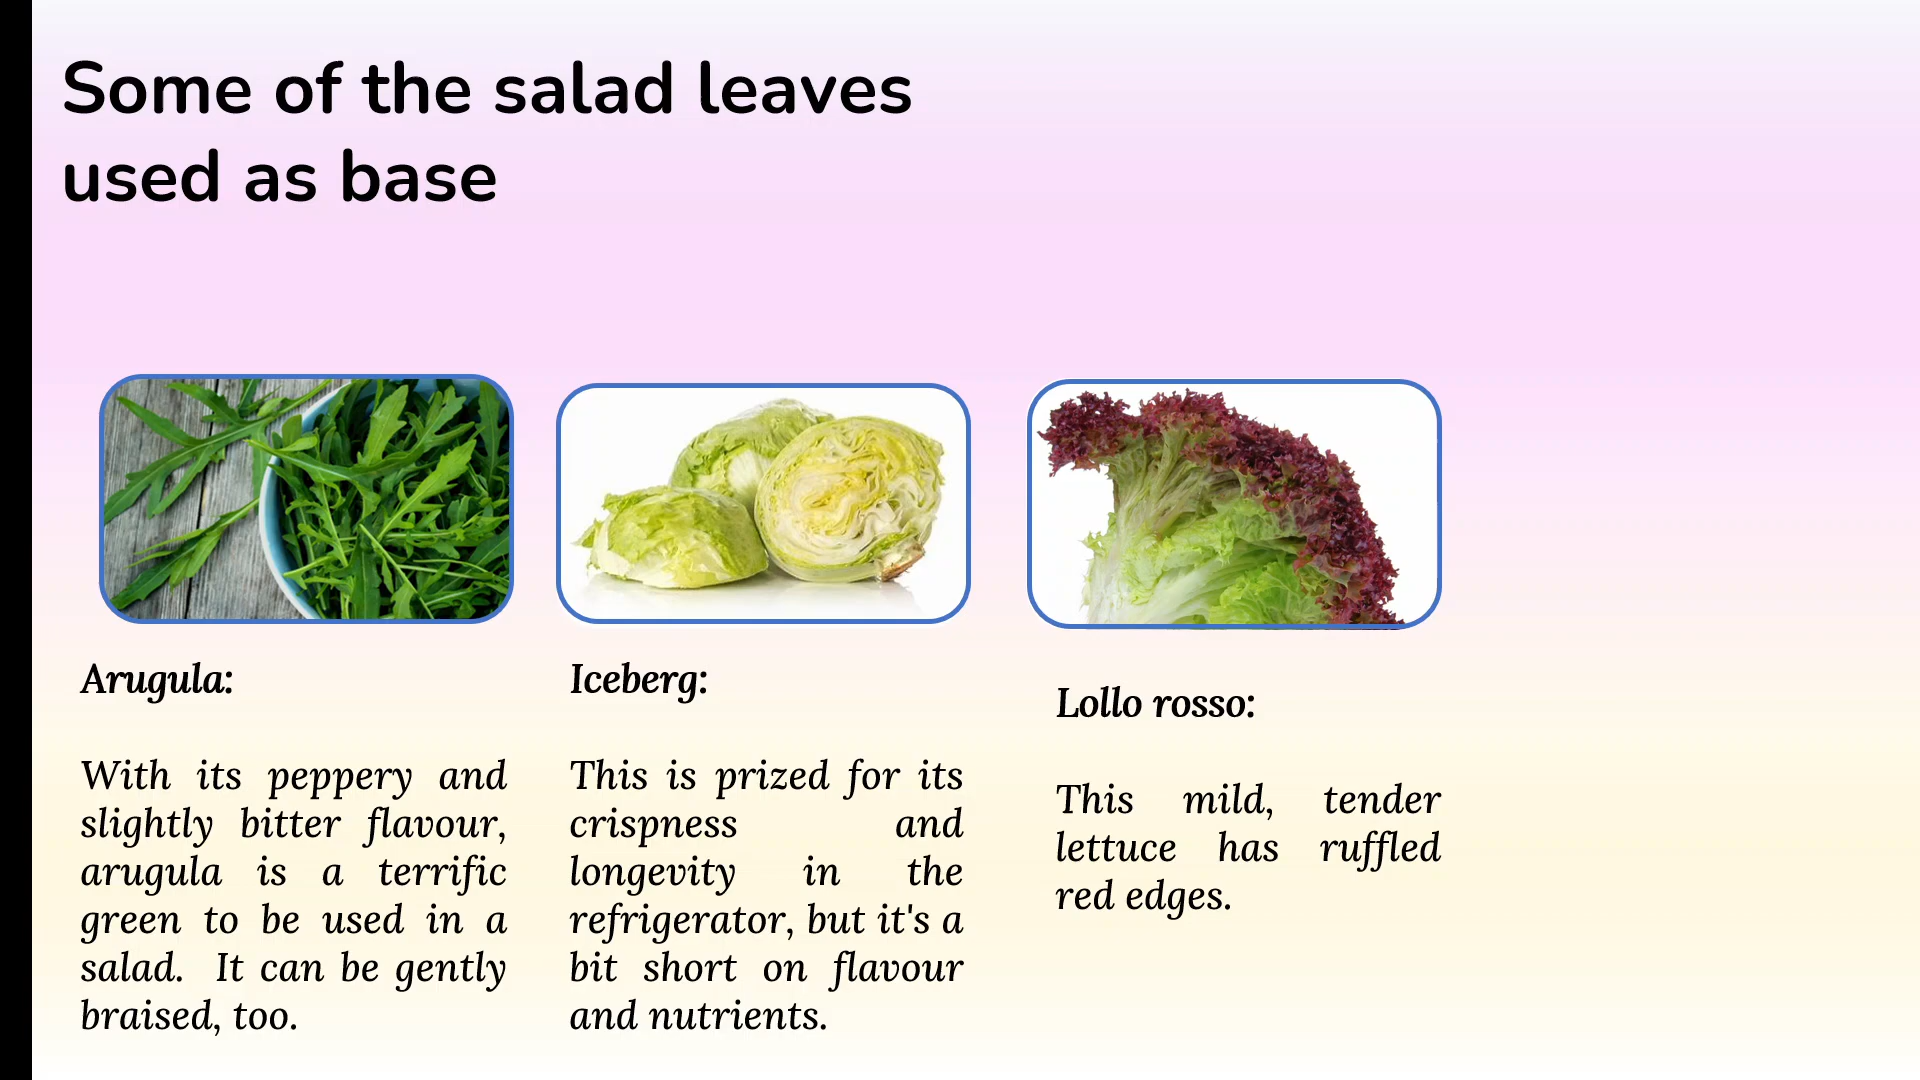 Some of the salad leaves
used as base
Arugula:
With its peppery and
slightly bitter flavour,
arugula is a terrific
green to be used in a
salad.  It can be gently
braised, too.
Iceberg:
This is prized for its
crispness and
longevity in the
refrigerator, but it's a
bit short on flavour
and nutrients.
Lollo rosso:
This mild, tender
lettuce has ruffled
red edges.